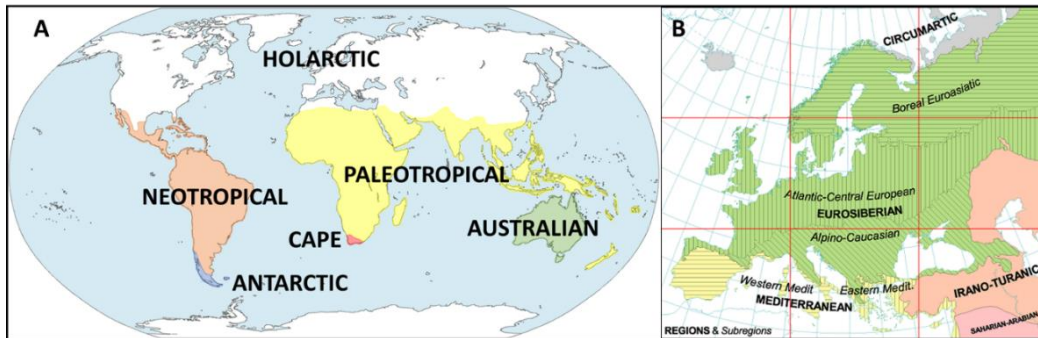 A
HOLARCTIC
NEOTROPICAL
PALEOTROPICAL
CAPE
AUSTRALIAN
ANTARCTIC
B
CIRCUMARTIC
Boreal Euroasiatic
Atlantic-Central European
EUROSIBERIAN
Alpino-Caucasian
Western Medit
Eastern Medit.
MEDITERRANEAN
IRANO-TURANIC
REGIONS & Subregions
SAHARIAN-ARABIAN